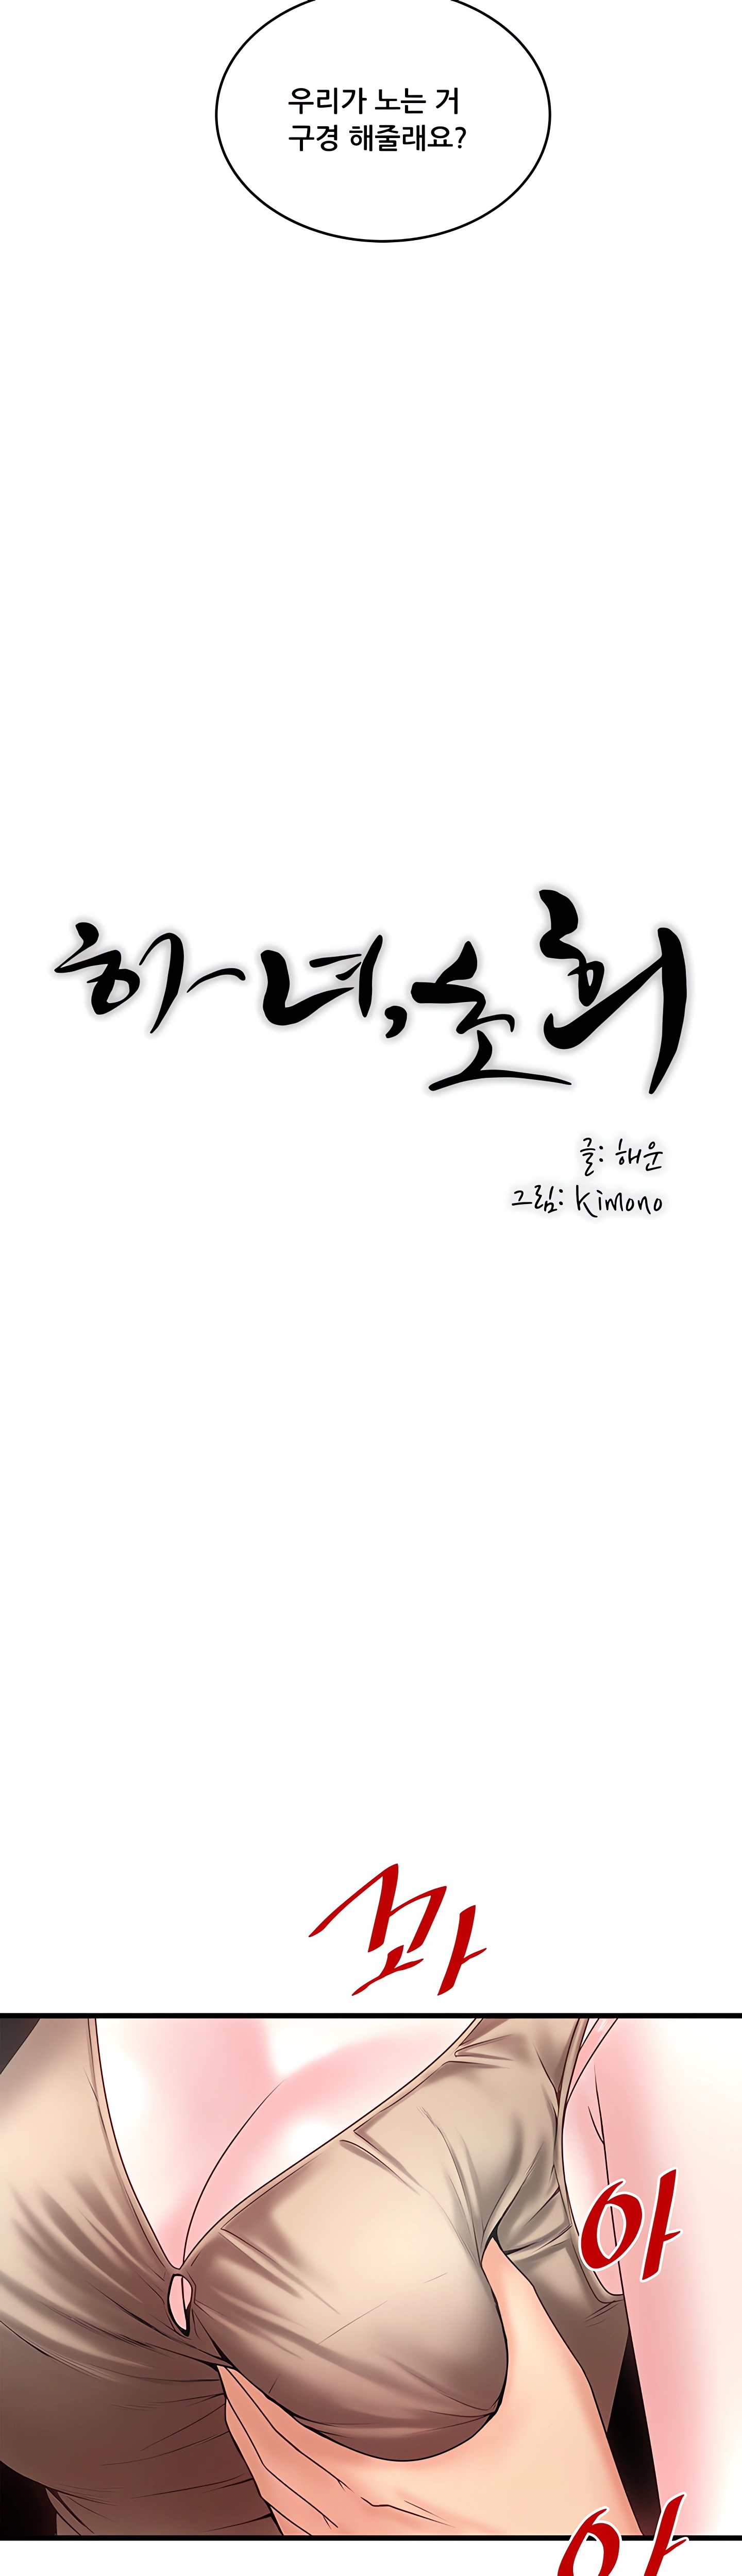 우리가 노는 거
구경 해줄래요?
하녀, 소희
글: 해운
그림: Kimono
꽈
아
아